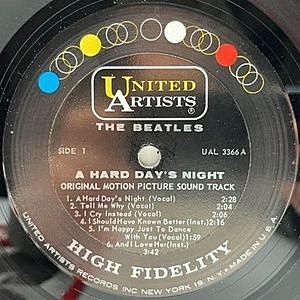 UNITED
ARTISTS
®
THE BEATLES
SIDE 1 UAL 3366 A
A HARD DAY'S NIGHT
ORIGINAL MOTION PICTURE SOUND TRACK
1. A Hard Day's Night (Vocal) 2:28
2. Tell Me Why (Vocal) 2:04
3. I Cry Instead (Vocal) 2:06
4. I Should Have Known Better (Inst.) 2:16
5. I'm Happy Just To Dance
With You (Vocal) 1:59
6. And I Love Her (Inst.)
3:42
HIGH FIDELITY
UNITED ARTISTS RECORDS INC. NEW YORK 19, N.Y. · MADE IN U.S.A.